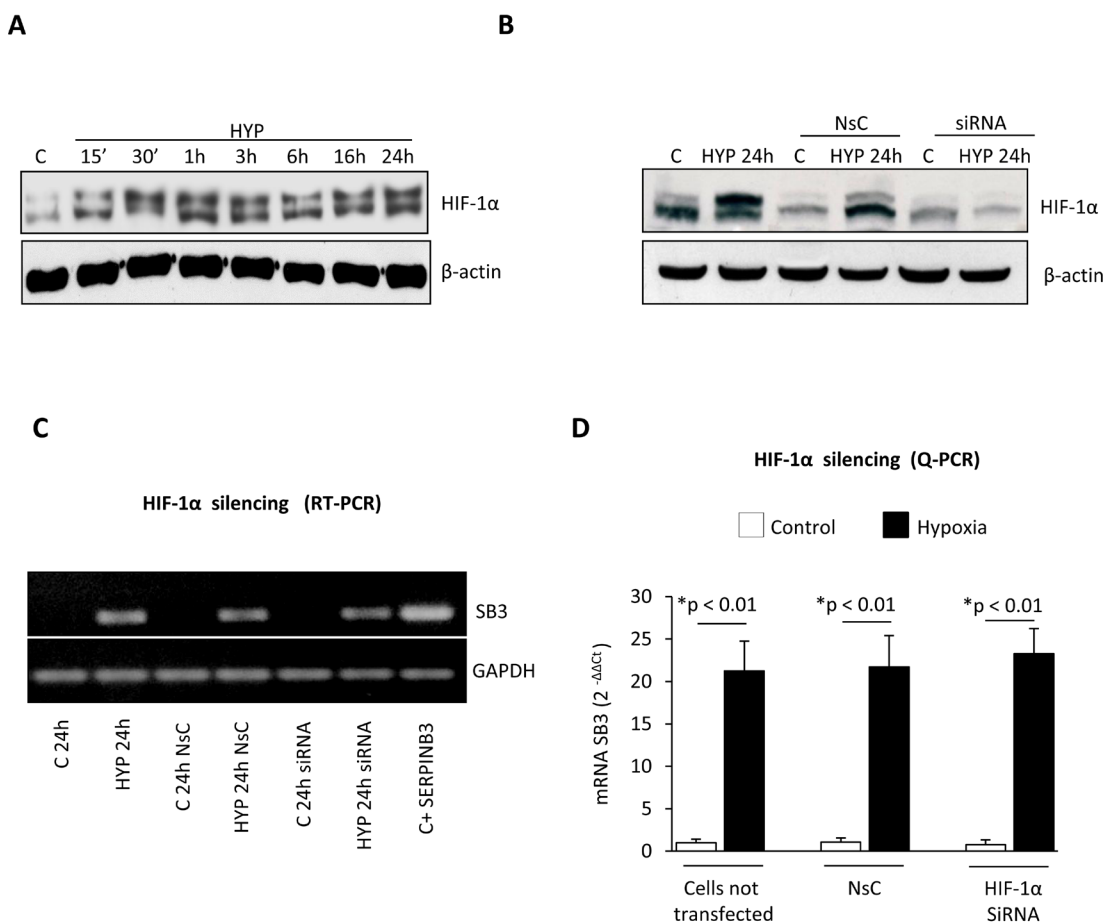 A
HYP
C 15’ 30’ 1h 3h 6h 16h 24h
HIF-1α
β-actin
B
NsC siRNA
C HYP 24h C HYP 24h C HYP 24h
HIF-1α
β-actin
C
HIF-1α silencing (RT-PCR)
SB3
GAPDH
C 24h
HYP 24h
C 24h NsC
HYP 24h NsC
C 24h siRNA
HYP 24h siRNA
C+ SERPINB3
D
HIF-1α silencing (Q-PCR)
Control Hypoxia
mRNA SB3 (2 -ΔΔCt)
30
25
20
15
10
5
0
*p < 0.01 *p < 0.01 *p < 0.01
Cells not
transfected
NsC
HIF-1α
SiRNA